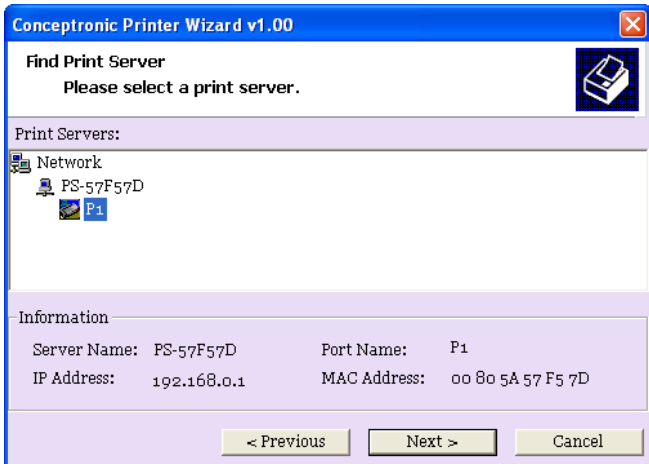 Conceptronic Printer Wizard v1.00
Find Print Server
Please select a print server.
Print Servers:
Network
PS-57F57D
P1
Information
Server Name: PS-57F57D Port Name: P1
IP Address: 192.168.0.1 MAC Address: 00 80 5A 57 F5 7D
< Previous Next > Cancel